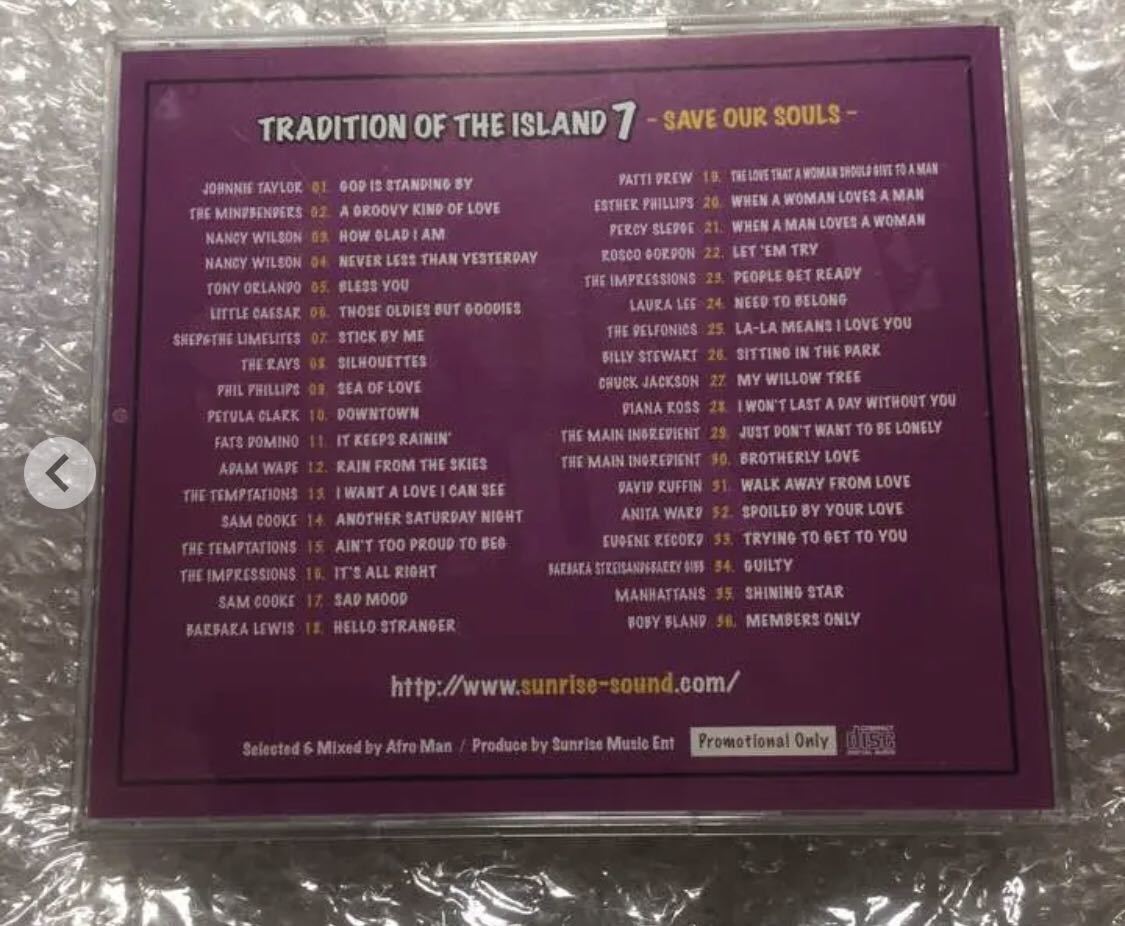 TRADITION OF THE ISLAND 7 - SAVE OUR SOULS -
JOHNNIE TAYLOR 01. GOD IS STANDING BY
THE MINDBENDERS 02. A GROOVY KIND OF LOVE
NANCY WILSON 03. HOW GLAD I AM
NANCY WILSON 04. NEVER LESS THAN YESTERDAY
TONY ORLANDO 05. BLESS YOU
LITTLE CAESAR 06. THOSE OLDIES BUT GOODIES
SHEP&THE LIMELITES 07. STICK BY ME
THE RAYS 08. SILHOUETTES
PHIL PHILLIPS 09. SEA OF LOVE
PETULA CLARK 10. DOWNTOWN
FATS DOMINO 11. IT KEEPS RAININ'
ADAM WADE 12. RAIN FROM THE SKIES
THE TEMPTATIONS 13. I WANT A LOVE I CAN SEE
SAM COOKE 14. ANOTHER SATURDAY NIGHT
THE TEMPTATIONS 15. AIN'T TOO PROUD TO BEG
THE IMPRESSIONS 16. IT'S ALL RIGHT
SAM COOKE 17. SAD MOOD
BARBARA LEWIS 18. HELLO STRANGER
PATTI DREW 19. THE LOVE THAT A WOMAN SHOULD GIVE TO A MAN
ESTHER PHILLIPS 20. WHEN A WOMAN LOVES A MAN
PERCY SLEDGE 21. WHEN A MAN LOVES A WOMAN
ROSCO GORDON 22. LET 'EM TRY
THE IMPRESSIONS 23. PEOPLE GET READY
LAURA LEE 24. NEED TO BELONG
THE DELFONICS 25. LA-LA MEANS I LOVE YOU
BILLY STEWART 26. SITTING IN THE PARK
CHUCK JACKSON 27. MY WILLOW TREE
DIANA ROSS 28. I WON'T LAST A DAY WITHOUT YOU
THE MAIN INGREDIENT 29. JUST DON'T WANT TO BE LONELY
THE MAIN INGREDIENT 30. BROTHERLY LOVE
DAVID RUFFIN 31. WALK AWAY FROM LOVE
ANITA WARD 32. SPOILED BY YOUR LOVE
EUGENE RECORD 33. TRYING TO GET TO YOU
BARBARA STREISAND&BARRY GIBB 34. GUILTY
MANHATTANS 35. SHINING STAR
BOBY BLAND 36. MEMBERS ONLY
http://www.sunrise-sound.com/
Selected & Mixed by Afro Man / Produce by Sunrise Music Ent Promotional Only
COMPACT
disc
DIGITAL AUDIO